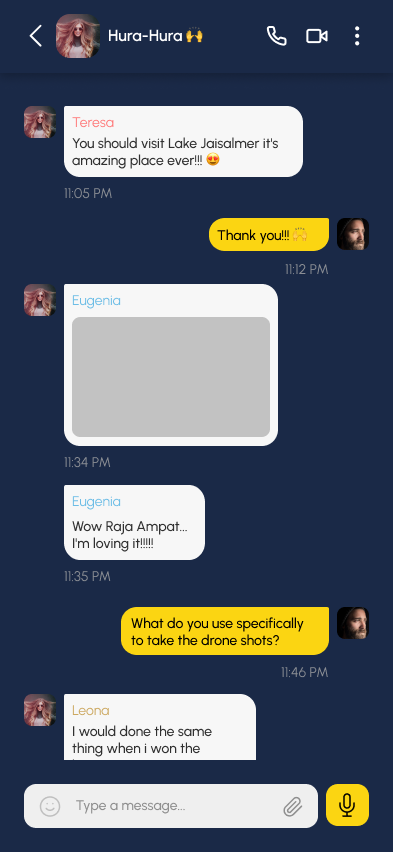 Hura-Hura 🙌
Teresa
You should visit Lake Jaisalmer it's
amazing place ever!!! 😍
11:05 PM
Thank you!!! 🙌
11:12 PM
Eugenia
11:34 PM
Eugenia
Wow Raja Ampat...
I'm loving it!!!!!
11:35 PM
What do you use specifically
to take the drone shots?
11:46 PM
Leona
I would done the same
thing when i won the
Type a message...